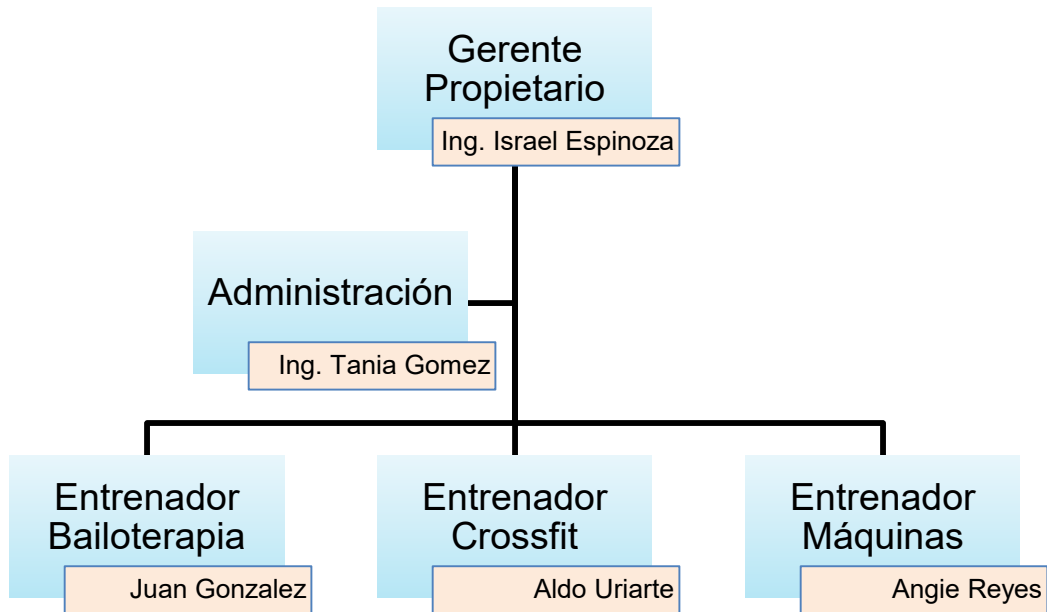 Gerente
Propietario
Ing. Israel Espinoza
Administración
Ing. Tania Gomez
Entrenador
Bailoterapia
Juan Gonzalez
Entrenador
Crossfit
Aldo Uriarte
Entrenador
Máquinas
Angie Reyes